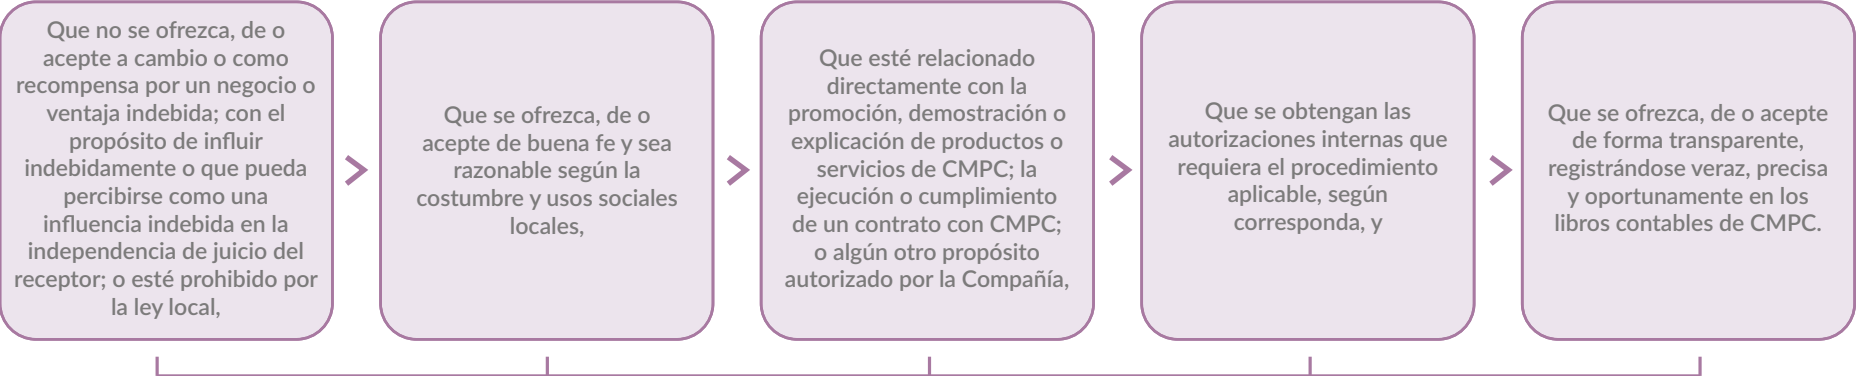 Que no se ofrezca, de o
acepte a cambio o como
recompensa por un negocio o
ventaja indebida; con el
propósito de influir
indebidamente o que pueda
percibirse como una
influencia indebida en la
independencia de juicio del
receptor; o esté prohibido por
la ley local,
Que se ofrezca, de o
acepte de buena fe y sea
razonable según la
costumbre y usos sociales
locales,
Que esté relacionado
directamente con la
promoción, demostración o
explicación de productos o
servicios de CMPC; la
ejecución o cumplimiento
de un contrato con CMPC;
o algún otro propósito
autorizado por la Compañía,
Que se obtengan las
autorizaciones internas que
requiera el procedimiento
aplicable, según
corresponda, y
Que se ofrezca, de o acepte
de forma transparente,
registrándose veraz, precisa
y oportunamente en los
libros contables de CMPC.